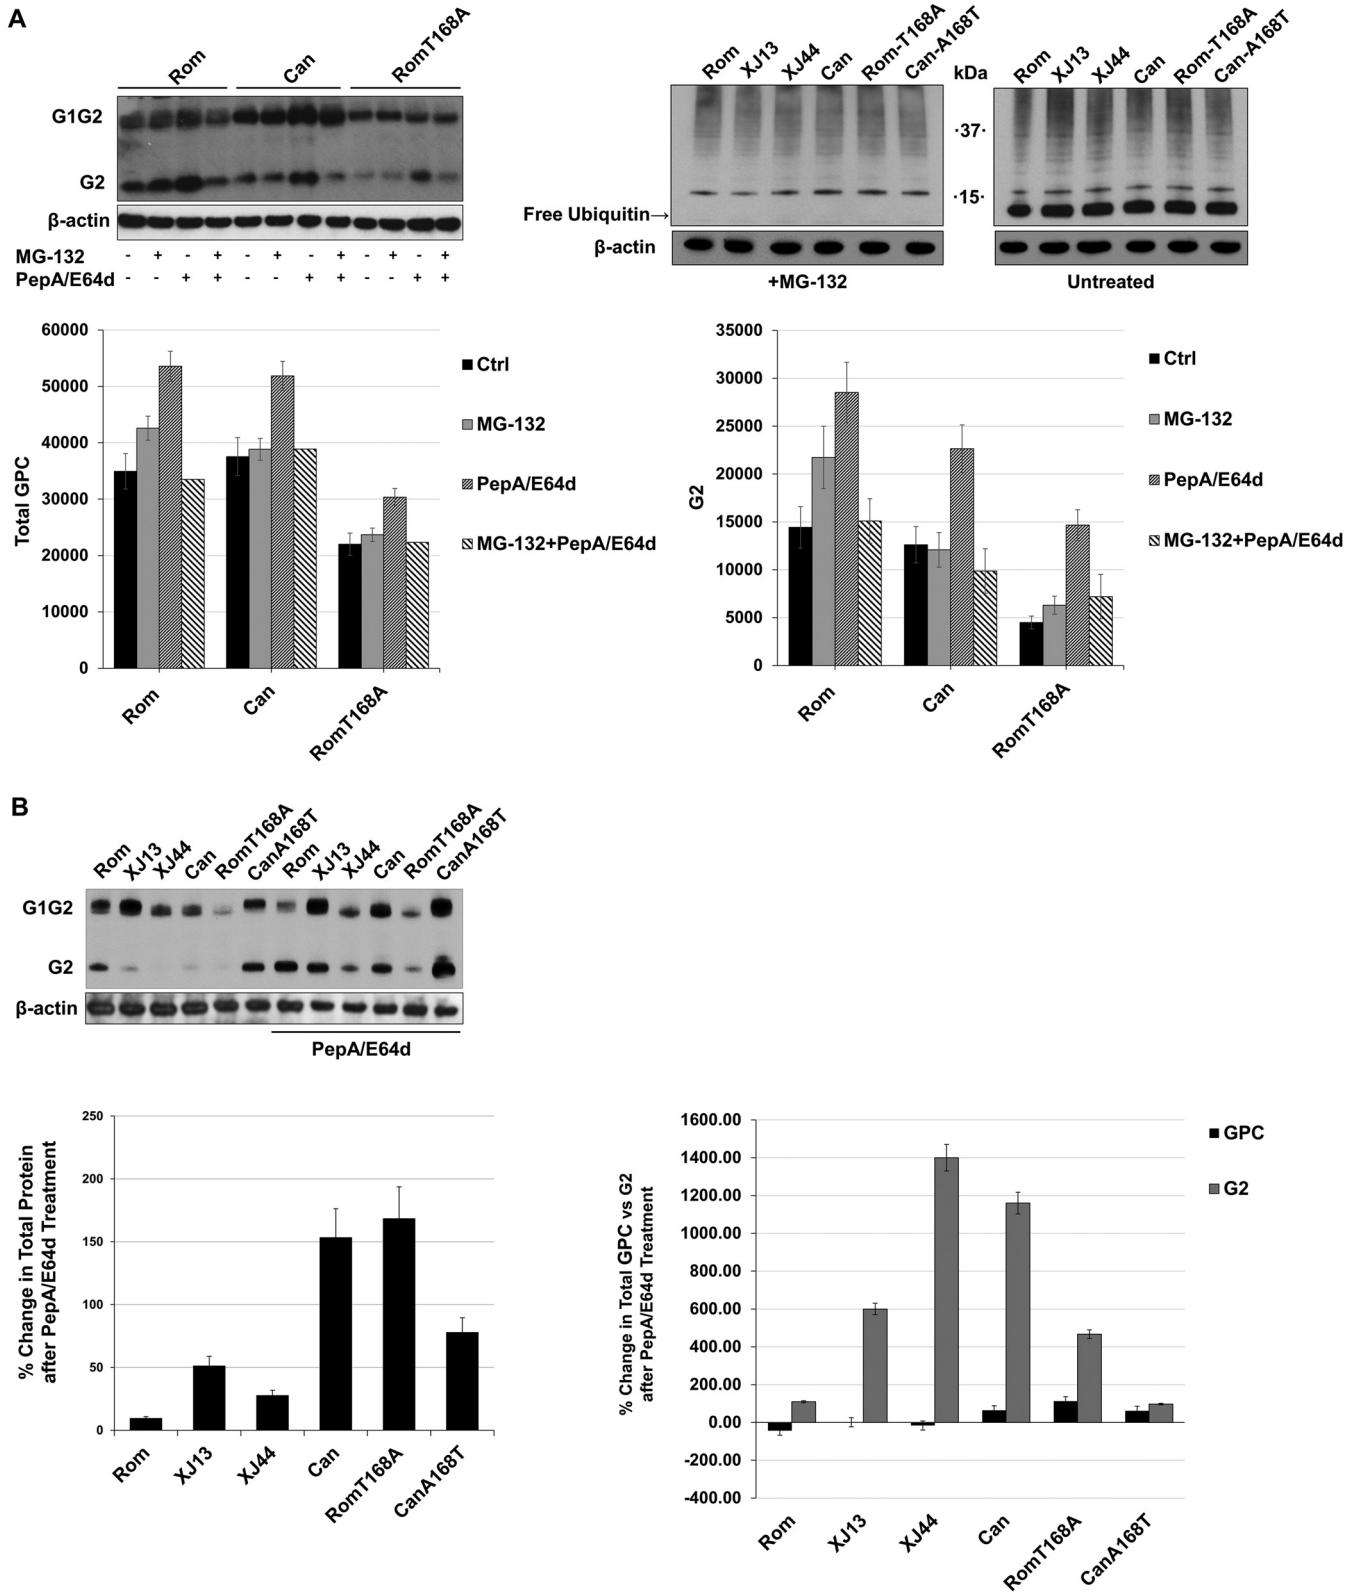 A
Rom Can RomT168A
G1G2
G2
β-actin
MG-132 - + - + - + - + - + - +
PepA/E64d - - + + - - + + - - + +
Rom XJ13 XJ44 Can Rom-T168A Can-A168T
kDa
Rom XJ13 XJ44 Can Rom-T168A Can-A168T
·37·
·15·
Free Ubiquitin→
β-actin
+MG-132 Untreated
Total GPC
60000
50000
40000
30000
20000
10000
0
Rom Can RomT168A
Ctrl
MG-132
PepA/E64d
MG-132+PepA/E64d
G2
35000
30000
25000
20000
15000
10000
5000
0
Rom Can RomT168A
Ctrl
MG-132
PepA/E64d
MG-132+PepA/E64d
B
Rom XJ13 XJ44 Can RomT168A CanA168T Rom XJ13 XJ44 Can RomT168A CanA168T
G1G2
G2
β-actin
PepA/E64d
% Change in Total Protein
after PepA/E64d Treatment
250
200
150
100
50
0
Rom XJ13 XJ44 Can RomT168A CanA168T
% Change in Total GPC vs G2
after PepA/E64d Treatment
1600.00
1400.00
1200.00
1000.00
800.00
600.00
400.00
200.00
0.00
-200.00
-400.00
Rom XJ13 XJ44 Can RomT168A CanA168T
GPC
G2